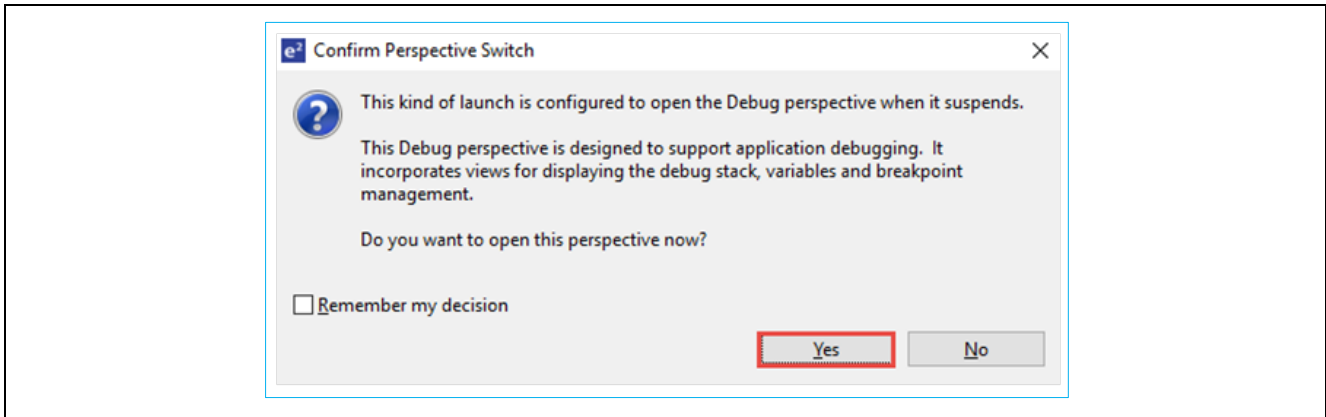 e² Confirm Perspective Switch
This kind of launch is configured to open the Debug perspective when it suspends.
This Debug perspective is designed to support application debugging. It
incorporates views for displaying the debug stack, variables and breakpoint
management.
Do you want to open this perspective now?
Remember my decision
Yes No